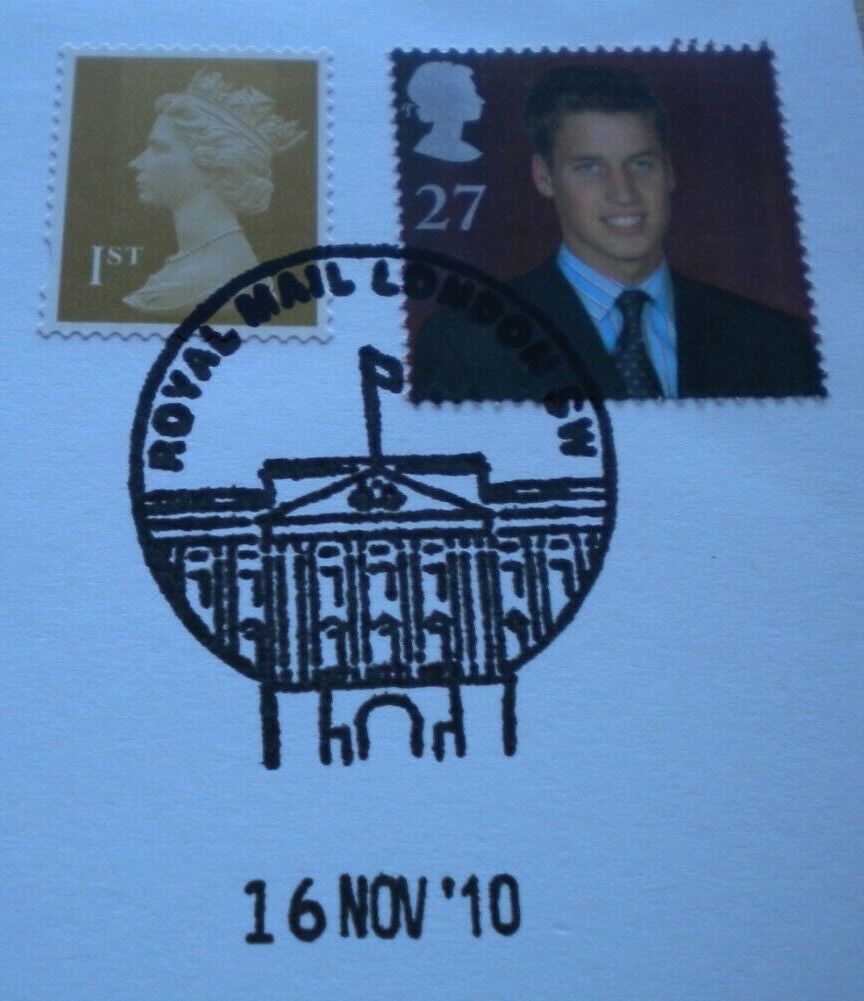 1ST
27
ROYAL MAIL LONDON SW
16 NOV '10